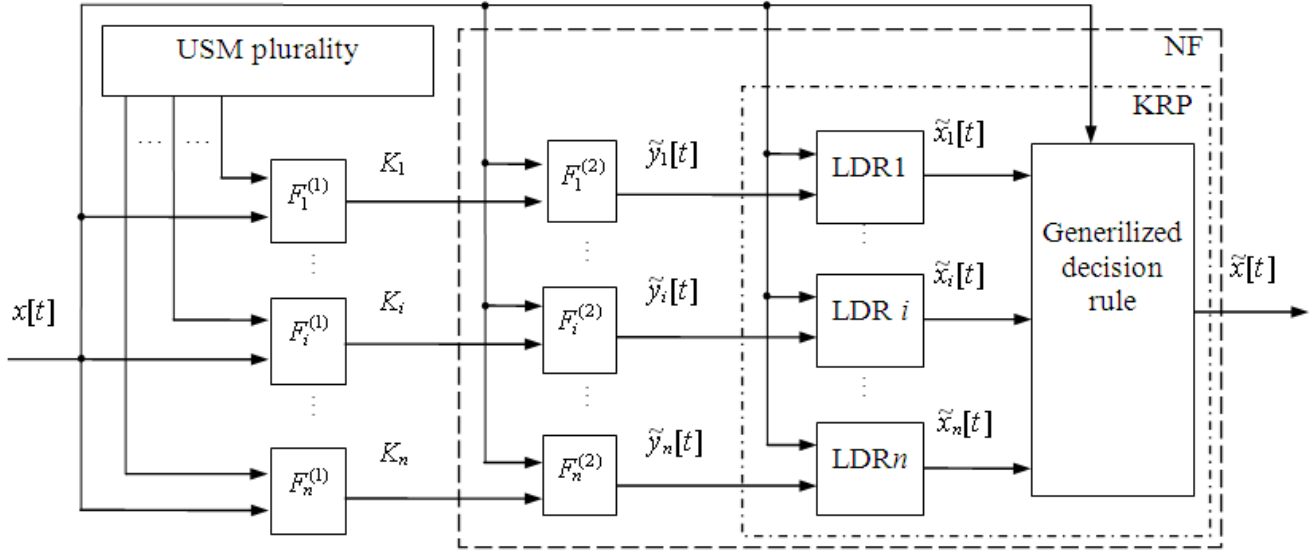 USM plurality
NF
KRP
... ...
K₁
ỹ₁[t]
x̃₁[t]
F₁⁽¹⁾
F₁⁽²⁾
LDR1
Generilized
decision
rule
x[t]
Kᵢ
ỹᵢ[t]
x̃ᵢ[t]
x̃[t]
Fᵢ⁽¹⁾
Fᵢ⁽²⁾
LDR i
Kₙ
ỹₙ[t]
x̃ₙ[t]
Fₙ⁽¹⁾
Fₙ⁽²⁾
LDRn